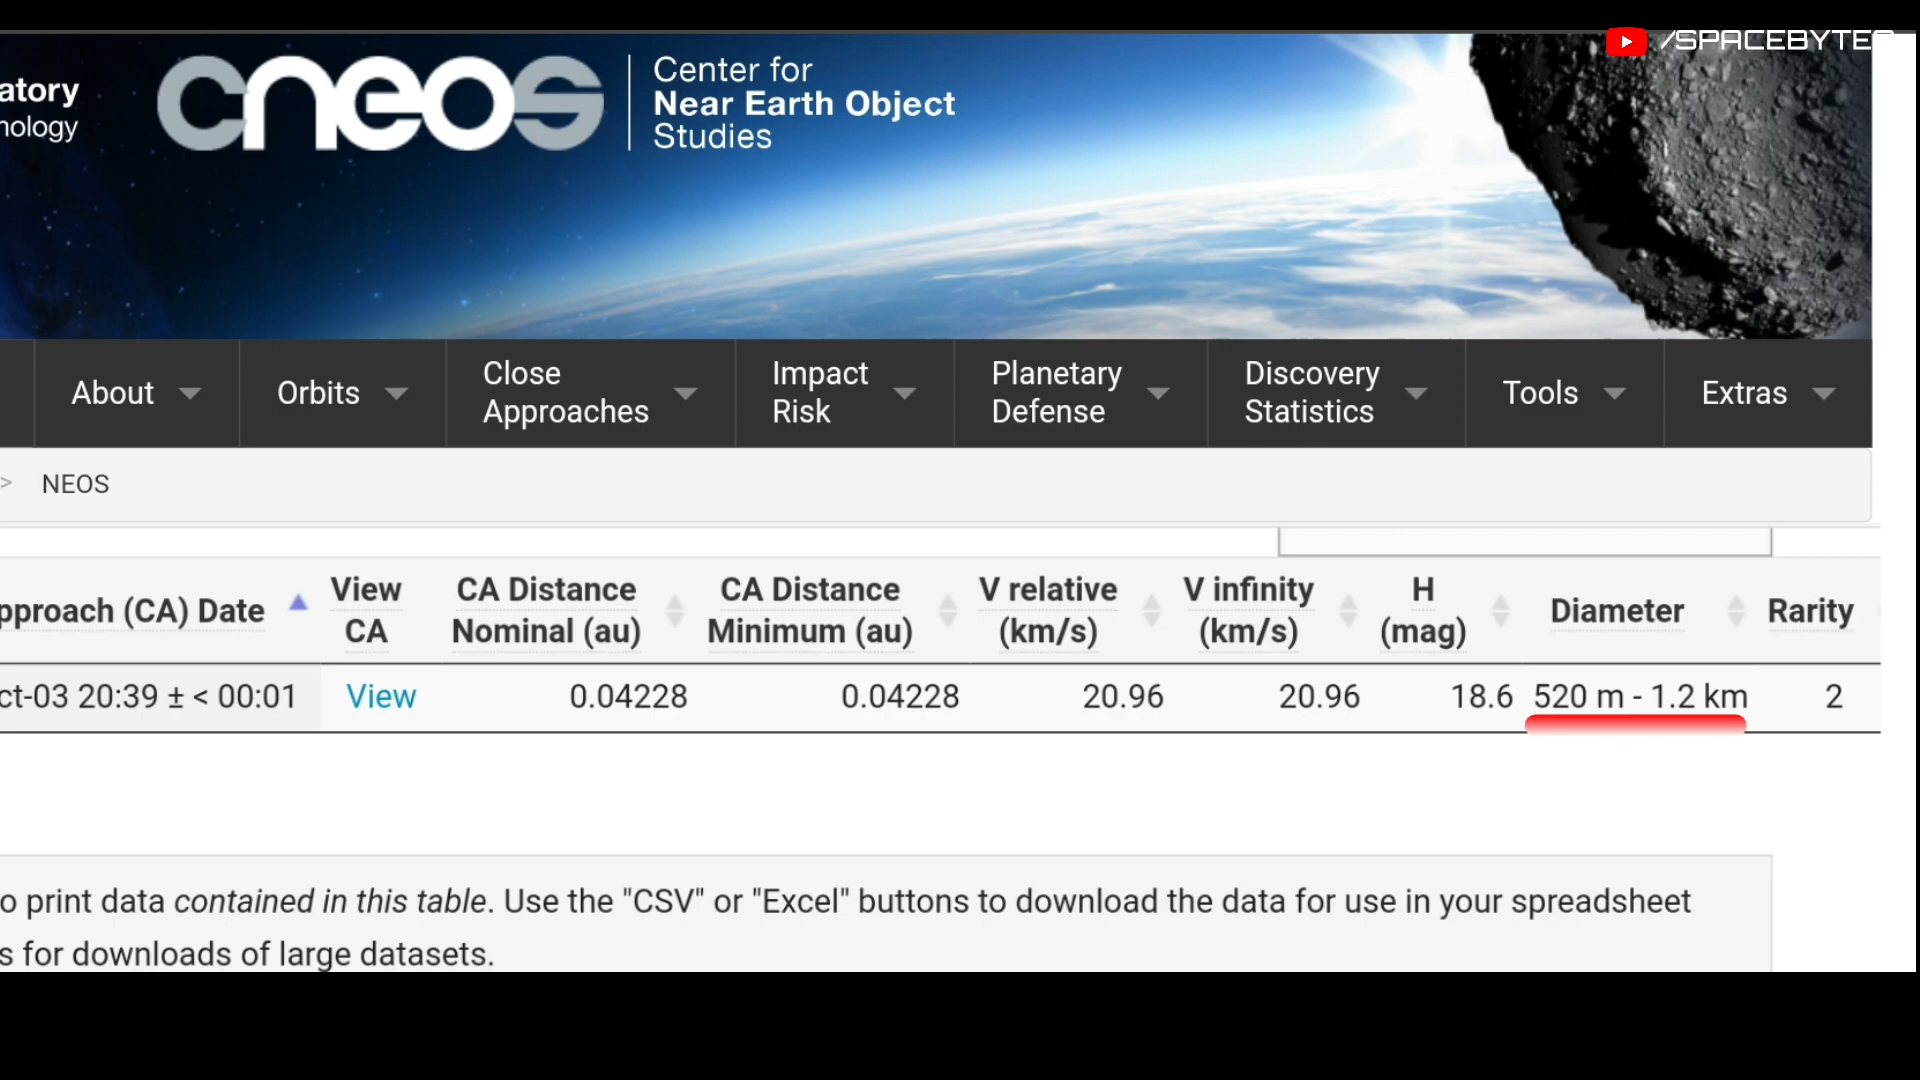 /SPACEBYTES
atory
nology
cneos
Center for
Near Earth Object
Studies
About
Orbits
Close
Approaches
Impact
Risk
Planetary
Defense
Discovery
Statistics
Tools
Extras
> NEOS
pproach (CA) Date
View
CA
CA Distance
Nominal (au)
CA Distance
Minimum (au)
V relative
(km/s)
V infinity
(km/s)
H
(mag)
Diameter
Rarity
ct-03 20:39 ± < 00:01 View 0.04228 0.04228 20.96 20.96 18.6 520 m - 1.2 km 2
o print data contained in this table. Use the "CSV" or "Excel" buttons to download the data for use in your spreadsheet
s for downloads of large datasets.